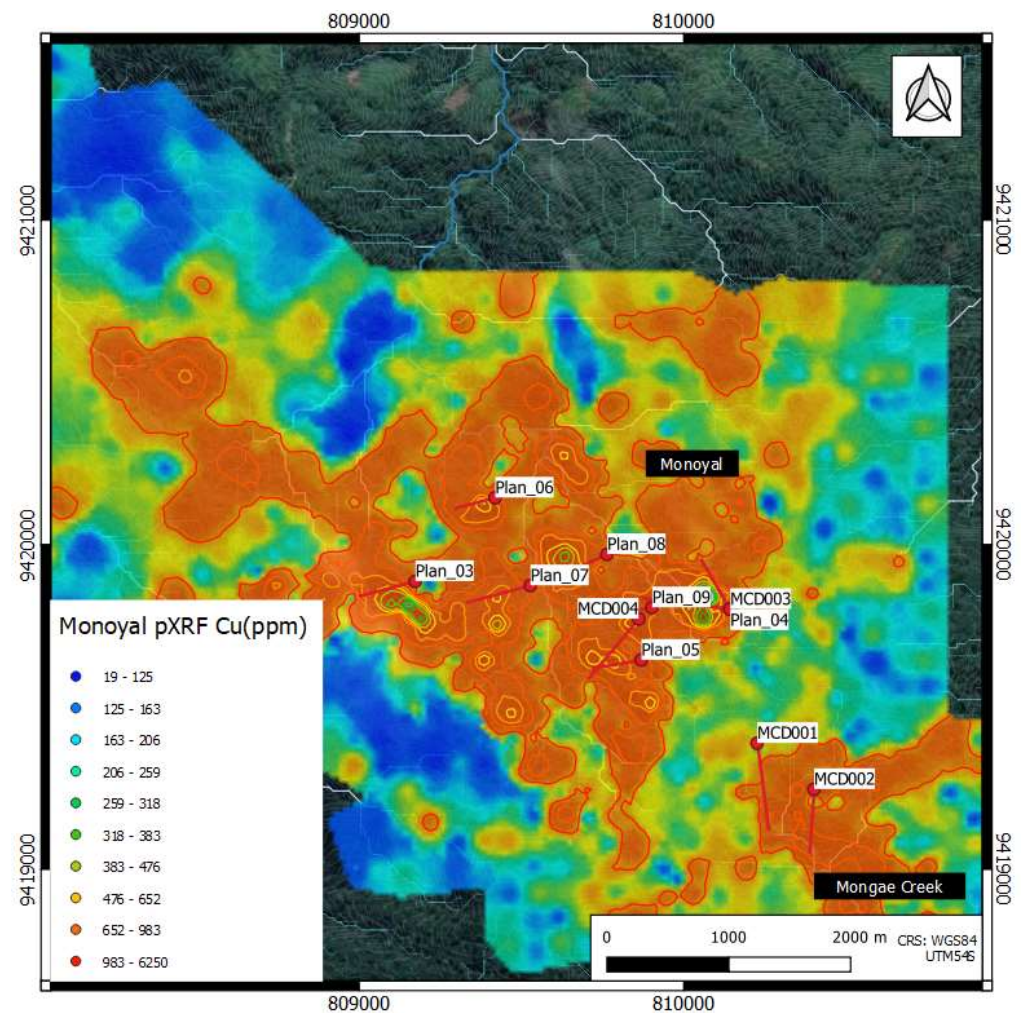 809000
810000
9421000
9421000
Monoyal
Plan_06
9420000
9420000
Plan_08
Plan_03
Plan_07
Plan_09
MCD003
MCD004
Plan_04
Plan_05
Monoyal pXRF Cu(ppm)
19 - 125
125 - 163
163 - 206
206 - 259
259 - 318
318 - 383
383 - 476
476 - 652
652 - 983
983 - 6250
MCD001
MCD002
9419000
9419000
Mongae Creek
0
1000
2000 m
CRS: WGS84
UTM54S
809000
810000